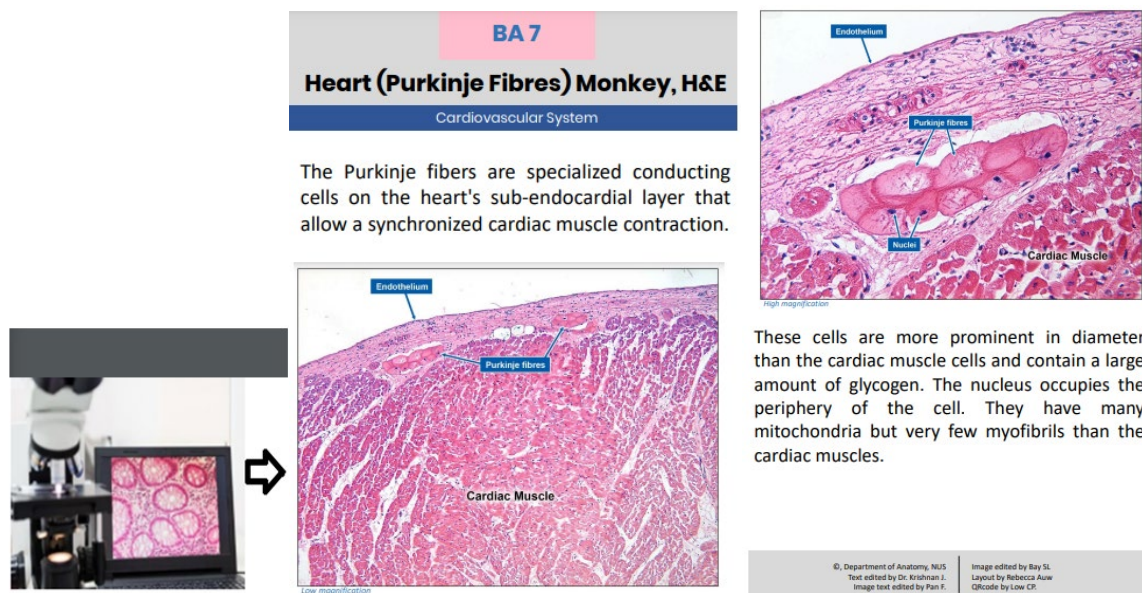 BA 7
Heart (Purkinje Fibres) Monkey, H&E
Cardiovascular System
The Purkinje fibers are specialized conducting
cells on the heart's sub-endocardial layer that
allow a synchronized cardiac muscle contraction.
Endothelium
Purkinje fibres
Cardiac Muscle
Low magnification
Endothelium
Purkinje fibres
Nuclei
Cardiac Muscle
High magnification
These cells are more prominent in diameter
than the cardiac muscle cells and contain a large
amount of glycogen. The nucleus occupies the
periphery of the cell. They have many
mitochondria but very few myofibrils than the
cardiac muscles.
©, Department of Anatomy, NUS
Text edited by Dr. Krishnan J.
Image text edited by Pan F.
Image edited by Bay SL
Layout by Rebecca Auw
QRcode by Low CP.